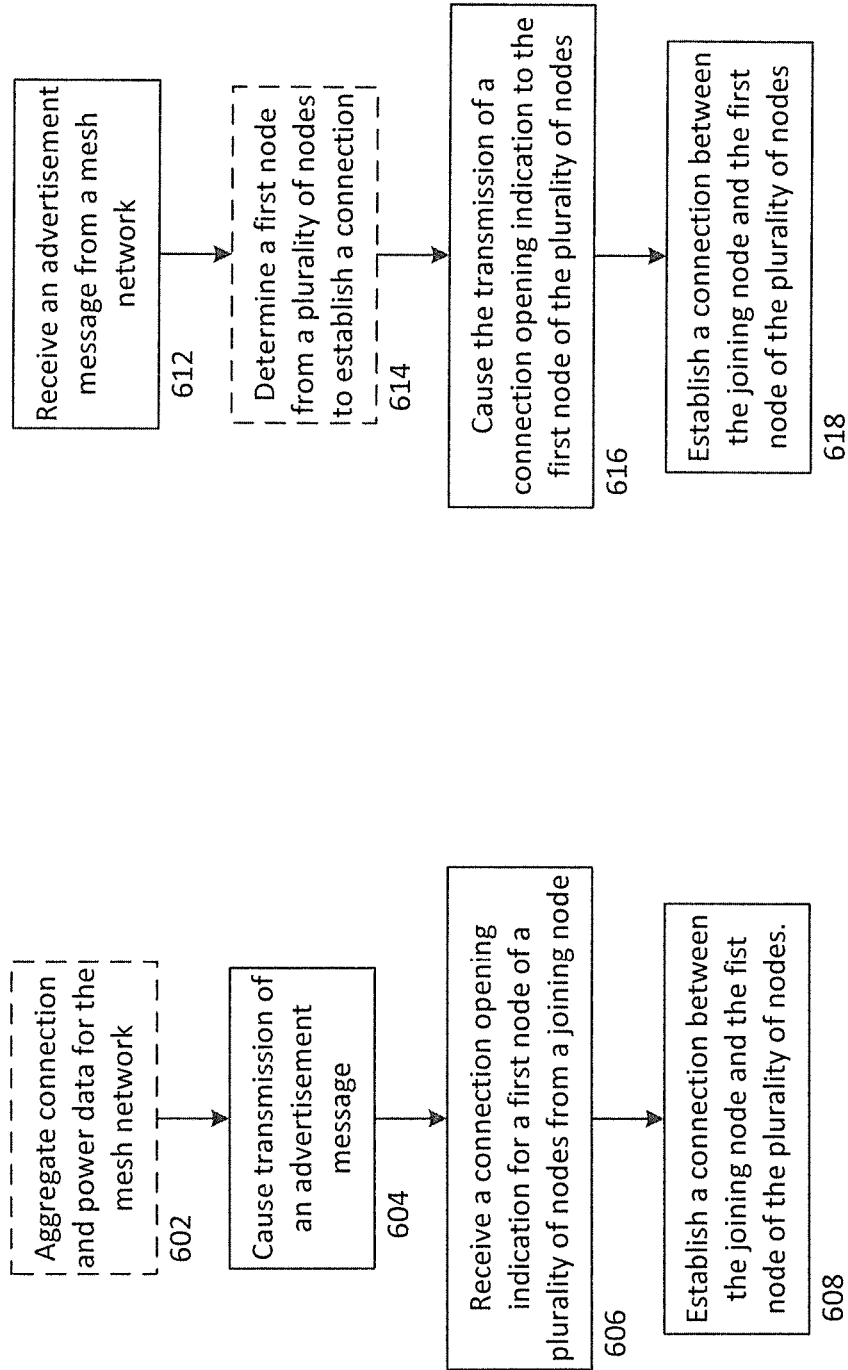 Aggregate connection
and power data for the
mesh network
602
Cause transmission of
an advertisement
message
604
Receive a connection opening
indication for a first node of a
plurality of nodes from a joining node
606
Establish a connection between
the joining node and the fist
node of the plurality of nodes.
608
Receive an advertisement
message from a mesh
network
612
Determine a first node
from a plurality of nodes
to establish a connection
614
Cause the transmission of a
connection opening indication to the
first node of the plurality of nodes
616
Establish a connection between
the joining node and the first
node of the plurality of nodes
618